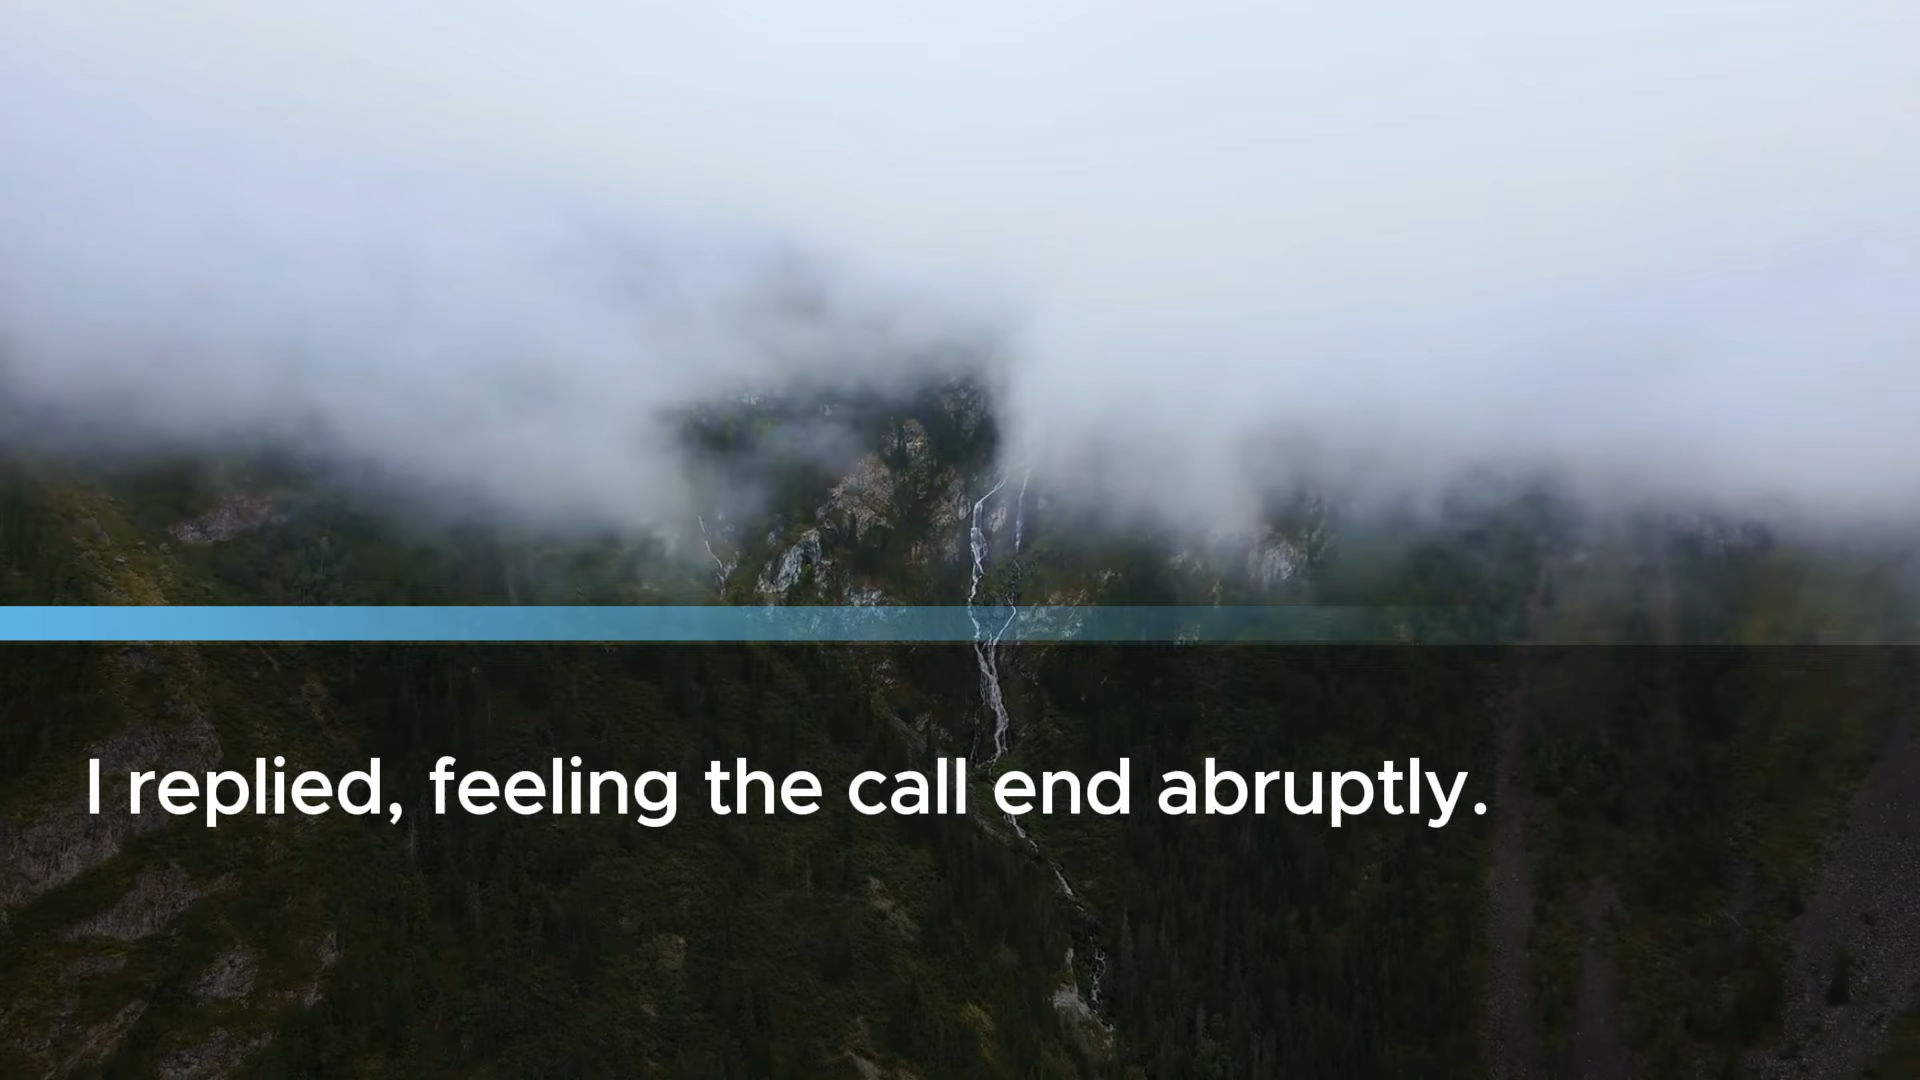 I replied, feeling the call end abruptly.